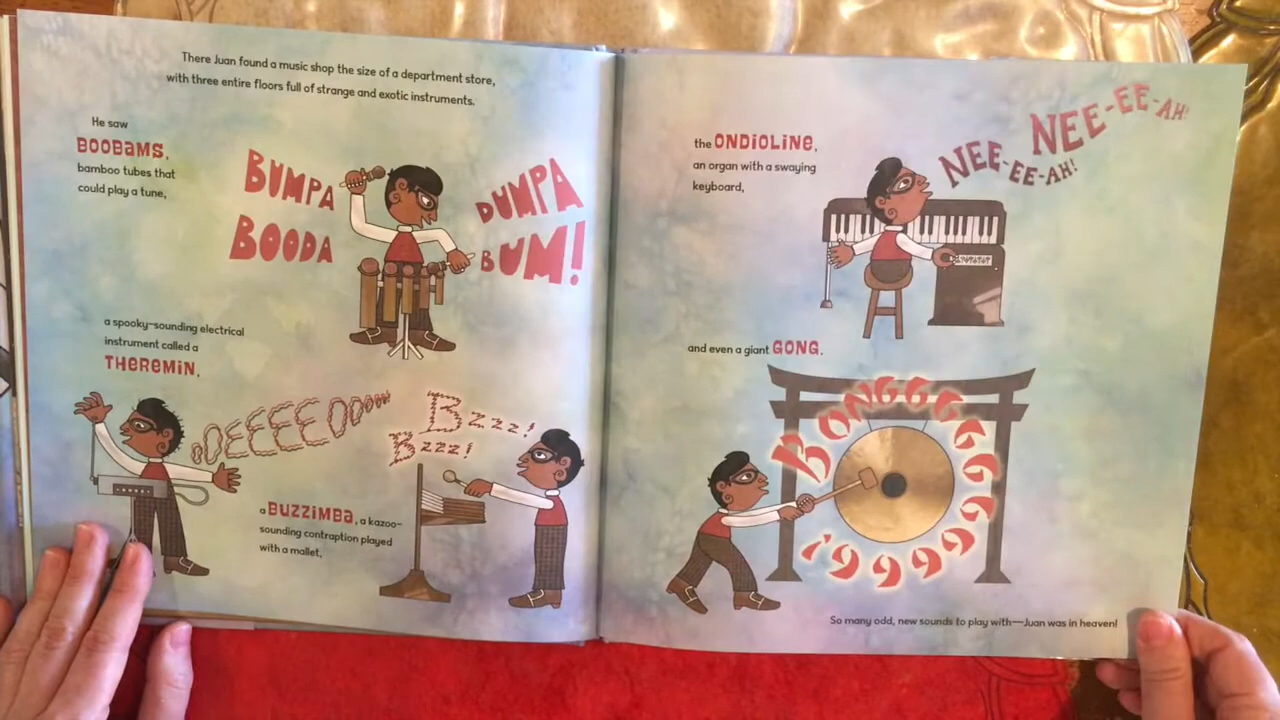 There Juan found a music shop the size of a department store,
with three entire floors full of strange and exotic instruments.
He saw
BOOBAMS,
bamboo tubes that
could play a tune,
BUMPA
BOODA
DUMPA
BUM!
a spooky-sounding electrical
instrument called a
THEREMIN,
OOEEEEOOOOOW
Bzzz!
Bzzz!
a BUZZIMBA, a kazoo-
sounding contraption played
with a mallet,
the ONDIOLINE,
an organ with a swaying
keyboard,
NEE-EE-AH!
NEE-EE-AH!
and even a giant GONG.
BONGGGGGGGgggg!
So many odd, new sounds to play with—Juan was in heaven!